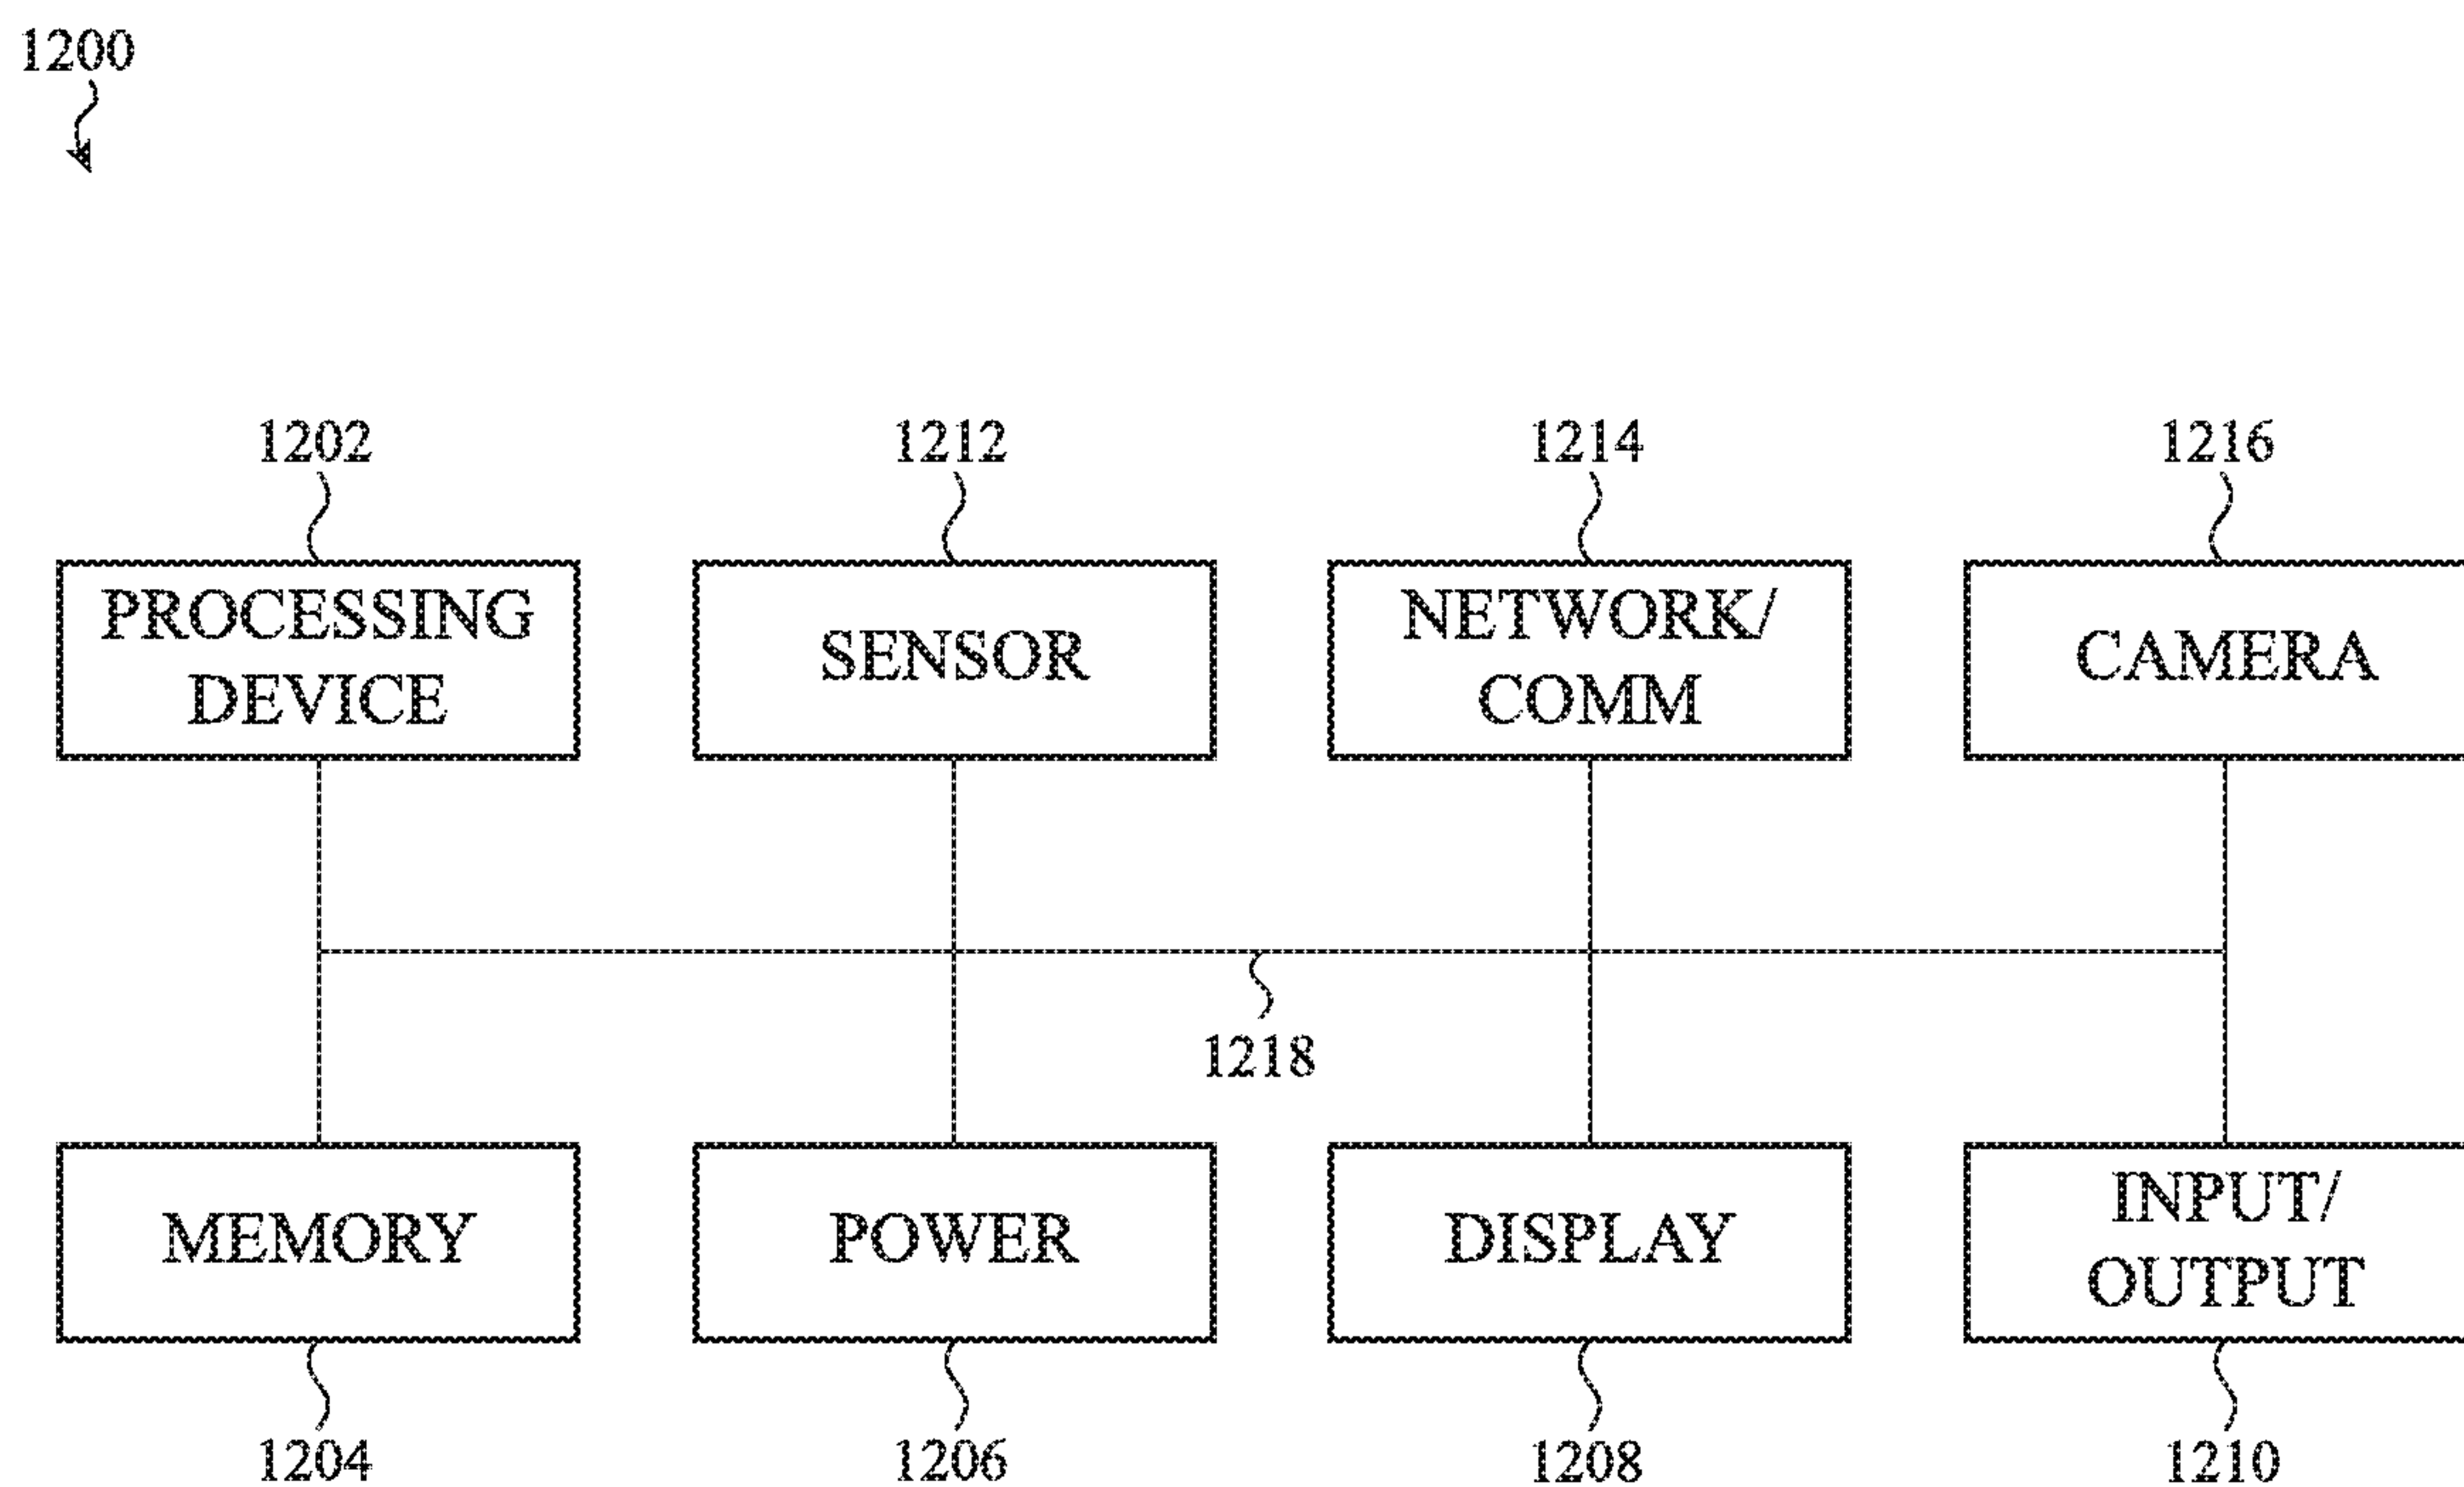 1200
1202
1212
1214
1216
PROCESSING
DEVICE
SENSOR
NETWORK/
COMM
CAMERA
1218
MEMORY
POWER
DISPLAY
INPUT/
OUTPUT
1204
1206
1208
1210